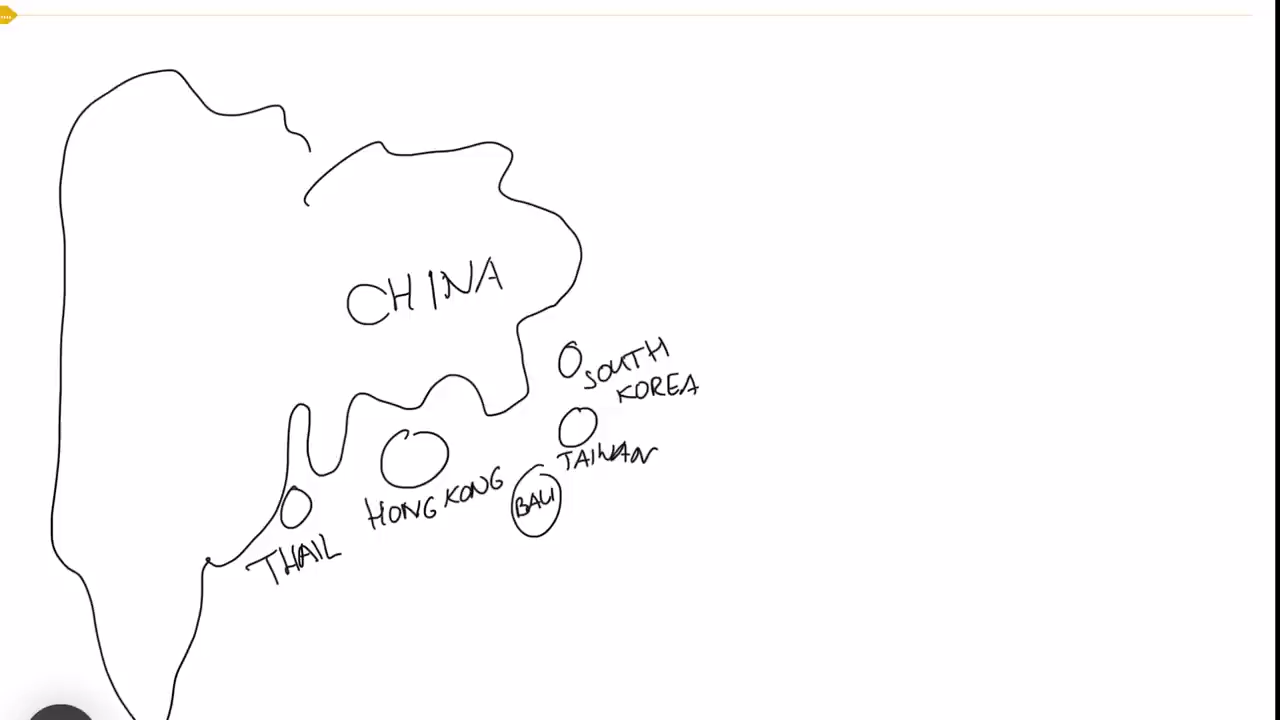 CHINA
SOUTH
KOREA
TAIWAN
HONG KONG
BALI
THAIL